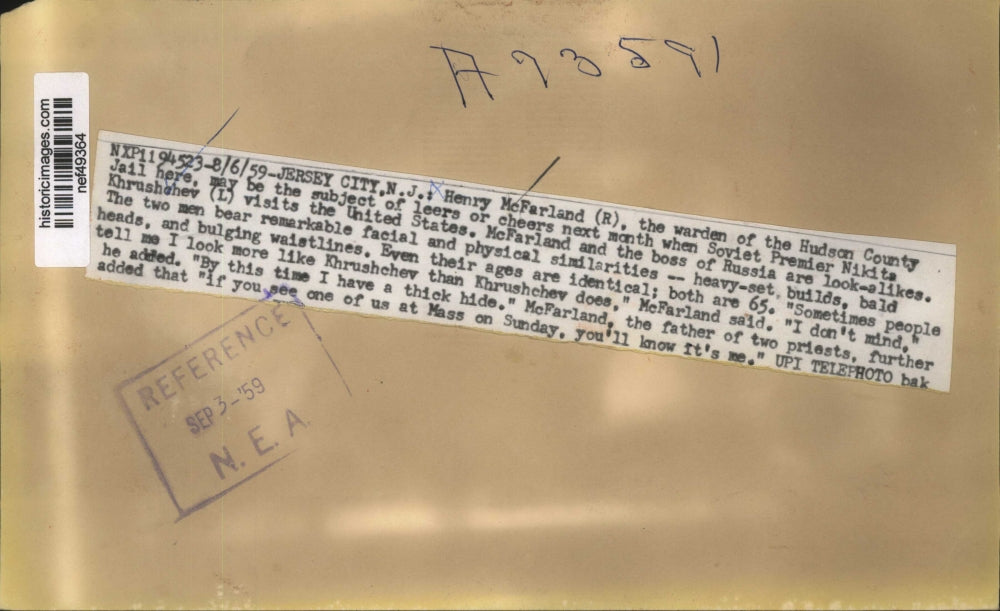 A 93591
historicimages.com
nef49364
NXP1194523-8/6/59-JERSEY CITY,N.J.: Henry McFarland (R), the warden of the Hudson County
Jail here, may be the subject of jeers or cheers next month when Soviet Premier Nikita
Khrushchev (L) visits the United States. McFarland and the boss of Russia are look-alikes.
The two men bear remarkable facial and physical similarities -- heavy-set builds, bald
heads, and bulging waistlines. Even their ages are identical; both are 65. "Sometimes people
tell me I look more like Khrushchev than Khrushchev does," McFarland said. "I don't mind,"
he added. "By this time I have a thick hide." McFarland, the father of two priests, further
added that "if you see one of us at Mass on Sunday, you'll know it's me." UPI TELEPHOTO bak
REFERENCE
SEP 3-'59
N.E.A.